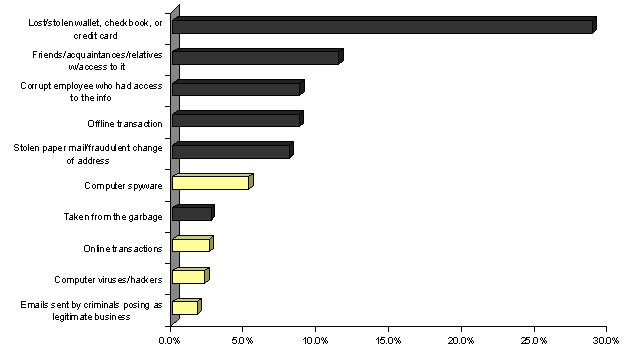 Lost/stolen wallet, checkbook, or
credit card
Friends/acquaintances/relatives
w/access to it
Corrupt employee who had access
to the info
Offline transaction
Stolen paper mail/fraudulent change
of address
Computer spyware
Taken from the garbage
Online transactions
Computer viruses/hackers
Emails sent by criminals posing as
legitimate business
0.0% 5.0% 10.0% 15.0% 20.0% 25.0% 30.0%